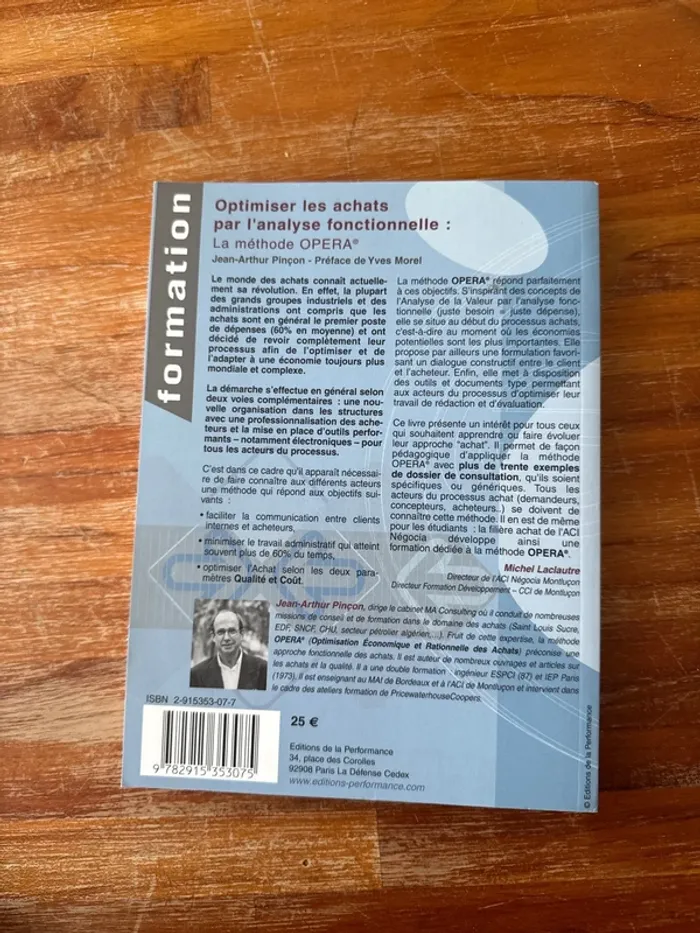 formation
Optimiser les achats
par l'analyse fonctionnelle :
La méthode OPERA®
Jean-Arthur Pinçon - Préface de Yves Morel
Le monde des achats connaît actuelle-
ment sa révolution. En effet, la plupart
des grands groupes industriels et des
administrations ont compris que les
achats sont en général le premier poste
de dépenses (60% en moyenne) et ont
décidé de revoir complètement leur
processus afin de l'optimiser et de
l'adapter à une économie toujours plus
mondiale et complexe.
La démarche s'effectue en général selon
deux voies complémentaires : une nou-
velle organisation dans les structures
avec une professionnalisation des ache-
teurs et la mise en place d'outils perfor-
mants – notamment électroniques – pour
tous les acteurs du processus.
C'est dans ce cadre qu'il apparaît nécessai-
re de faire connaître aux différents acteurs
une méthode qui répond aux objectifs sui-
vants :
• faciliter la communication entre clients
internes et acheteurs,
• minimiser le travail administratif qui atteint
souvent plus de 60% du temps,
• optimiser l'Achat selon les deux para-
mètres Qualité et Coût.
La méthode OPERA® répond parfaitement
à ces objectifs. S'inspirant des concepts de
l'Analyse de la Valeur par l'analyse fonc-
tionnelle (juste besoin = juste dépense),
elle se situe au début du processus achats,
c'est-à-dire au moment où les économies
potentielles sont les plus importantes. Elle
propose par ailleurs une formulation favori-
sant un dialogue constructif entre le client
et l'acheteur. Enfin, elle met à disposition
des outils et documents type permettant
aux acteurs du processus d'optimiser leur
travail de rédaction et d'évaluation.
Ce livre présente un intérêt pour tous ceux
qui souhaitent apprendre ou faire évoluer
leur approche "achat". Il permet de façon
pédagogique d'appliquer la méthode
OPERA® avec plus de trente exemples
de dossier de consultation, qu'ils soient
spécifiques ou génériques. Tous les
acteurs du processus achat (demandeurs,
concepteurs, acheteurs..) se doivent de
connaître cette méthode. Il en est de même
pour les étudiants : la filière achat de l'ACI
Négocia développe ainsi une
formation dédiée à la méthode OPERA®.
Michel Laclautre
Directeur de l'ACI Négocia Montluçon
Directeur Formation Développement – CCI de Montluçon
Jean-Arthur Pinçon, dirige le cabinet MA Consulting où il conduit de nombreuses
missions de conseil et de formation dans le domaine des achats (Saint Louis Sucre,
EDF, SNCF, CHU, secteur pétrolier algérien,...). Fruit de cette expertise, la méthode
OPERA® (Optimisation Économique et Rationnelle des Achats) préconise une
approche fonctionnelle des achats. Il est auteur de nombreux ouvrages et articles sur
les achats et la qualité. Il a une double formation : ingénieur ESPCI (87) et IEP Paris
(1973). Il est enseignant au MAI de Bordeaux et à l'ACI de Montluçon et intervient dans
le cadre des ateliers formation de PricewaterhouseCoopers.
ISBN 2-915353-07-7
9 782915 353075
25 €
Editions de la Performance
34, place des Corolles
92908 Paris La Défense Cedex
www.editions-performance.com
© Editions de la Performance